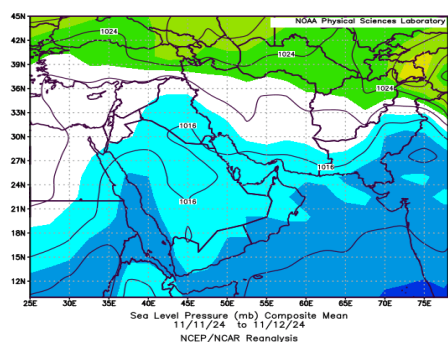 NOAA Physical Sciences Laboratory
45N
42N
39N
36N
33N
30N
27N
24N
21N
18N
15N
12N
1024
1024
1024
1016
1016
1016
25E 30E 35E 40E 45E 50E 55E 60E 65E 70E 75E
Sea Level Pressure (mb) Composite Mean
11/11/24 to 11/12/24
NCEP/NCAR Reanalysis